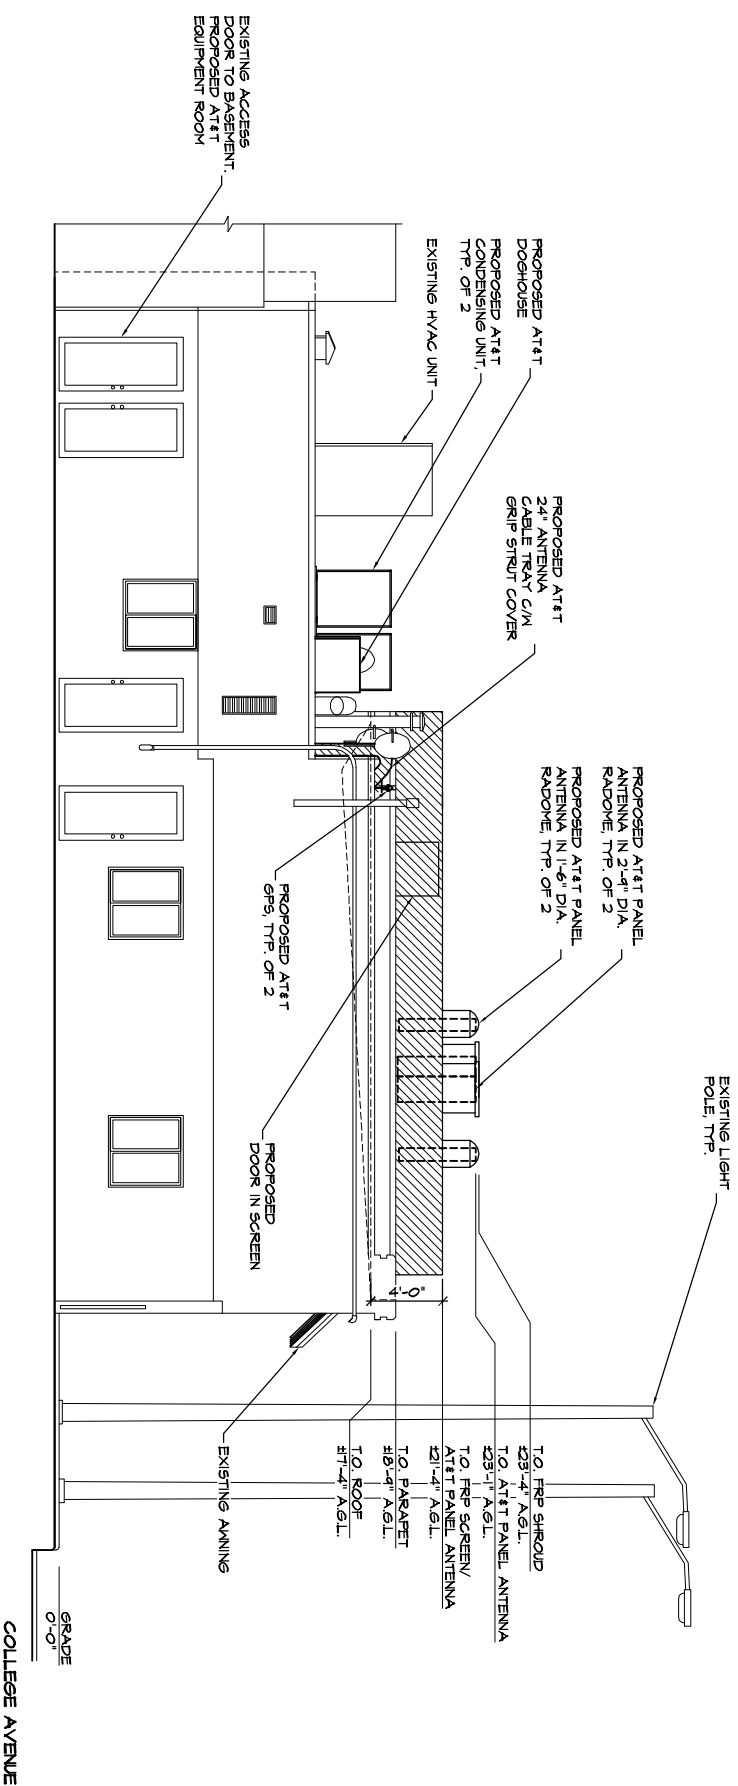 EXISTING ACCESS
DOOR TO BASEMENT.
PROPOSED AT&T
EQUIPMENT ROOM
PROPOSED AT&T
DOGHOUSE
PROPOSED AT&T
CONDENSING UNIT,
TYP. OF 2
EXISTING HVAC UNIT
PROPOSED AT&T
24" ANTENNA
CABLE TRAY C/W
GRIP STRUT COVER
PROPOSED AT&T PANEL
ANTENNA IN 2'-9" DIA.
RADOME, TYP. OF 2
PROPOSED AT&T PANEL
ANTENNA IN 1'-6" DIA.
RADOME, TYP. OF 2
PROPOSED AT&T
GPS, TYP. OF 2
PROPOSED
DOOR IN SCREEN
EXISTING LIGHT
POLE, TYP.
4'-0"
EXISTING AWNING
T.O. FRP SHROUD
±23'-4" A.G.L.
T.O. AT&T PANEL ANTENNA
±23'-1" A.G.L.
T.O. FRP SCREEN/
AT&T PANEL ANTENNA
±21'-4" A.G.L.
T.O. PARAPET
±18'-9" A.G.L.
T.O. ROOF
±17'-4" A.G.L.
GRADE
0'-0"
COLLEGE AVENUE